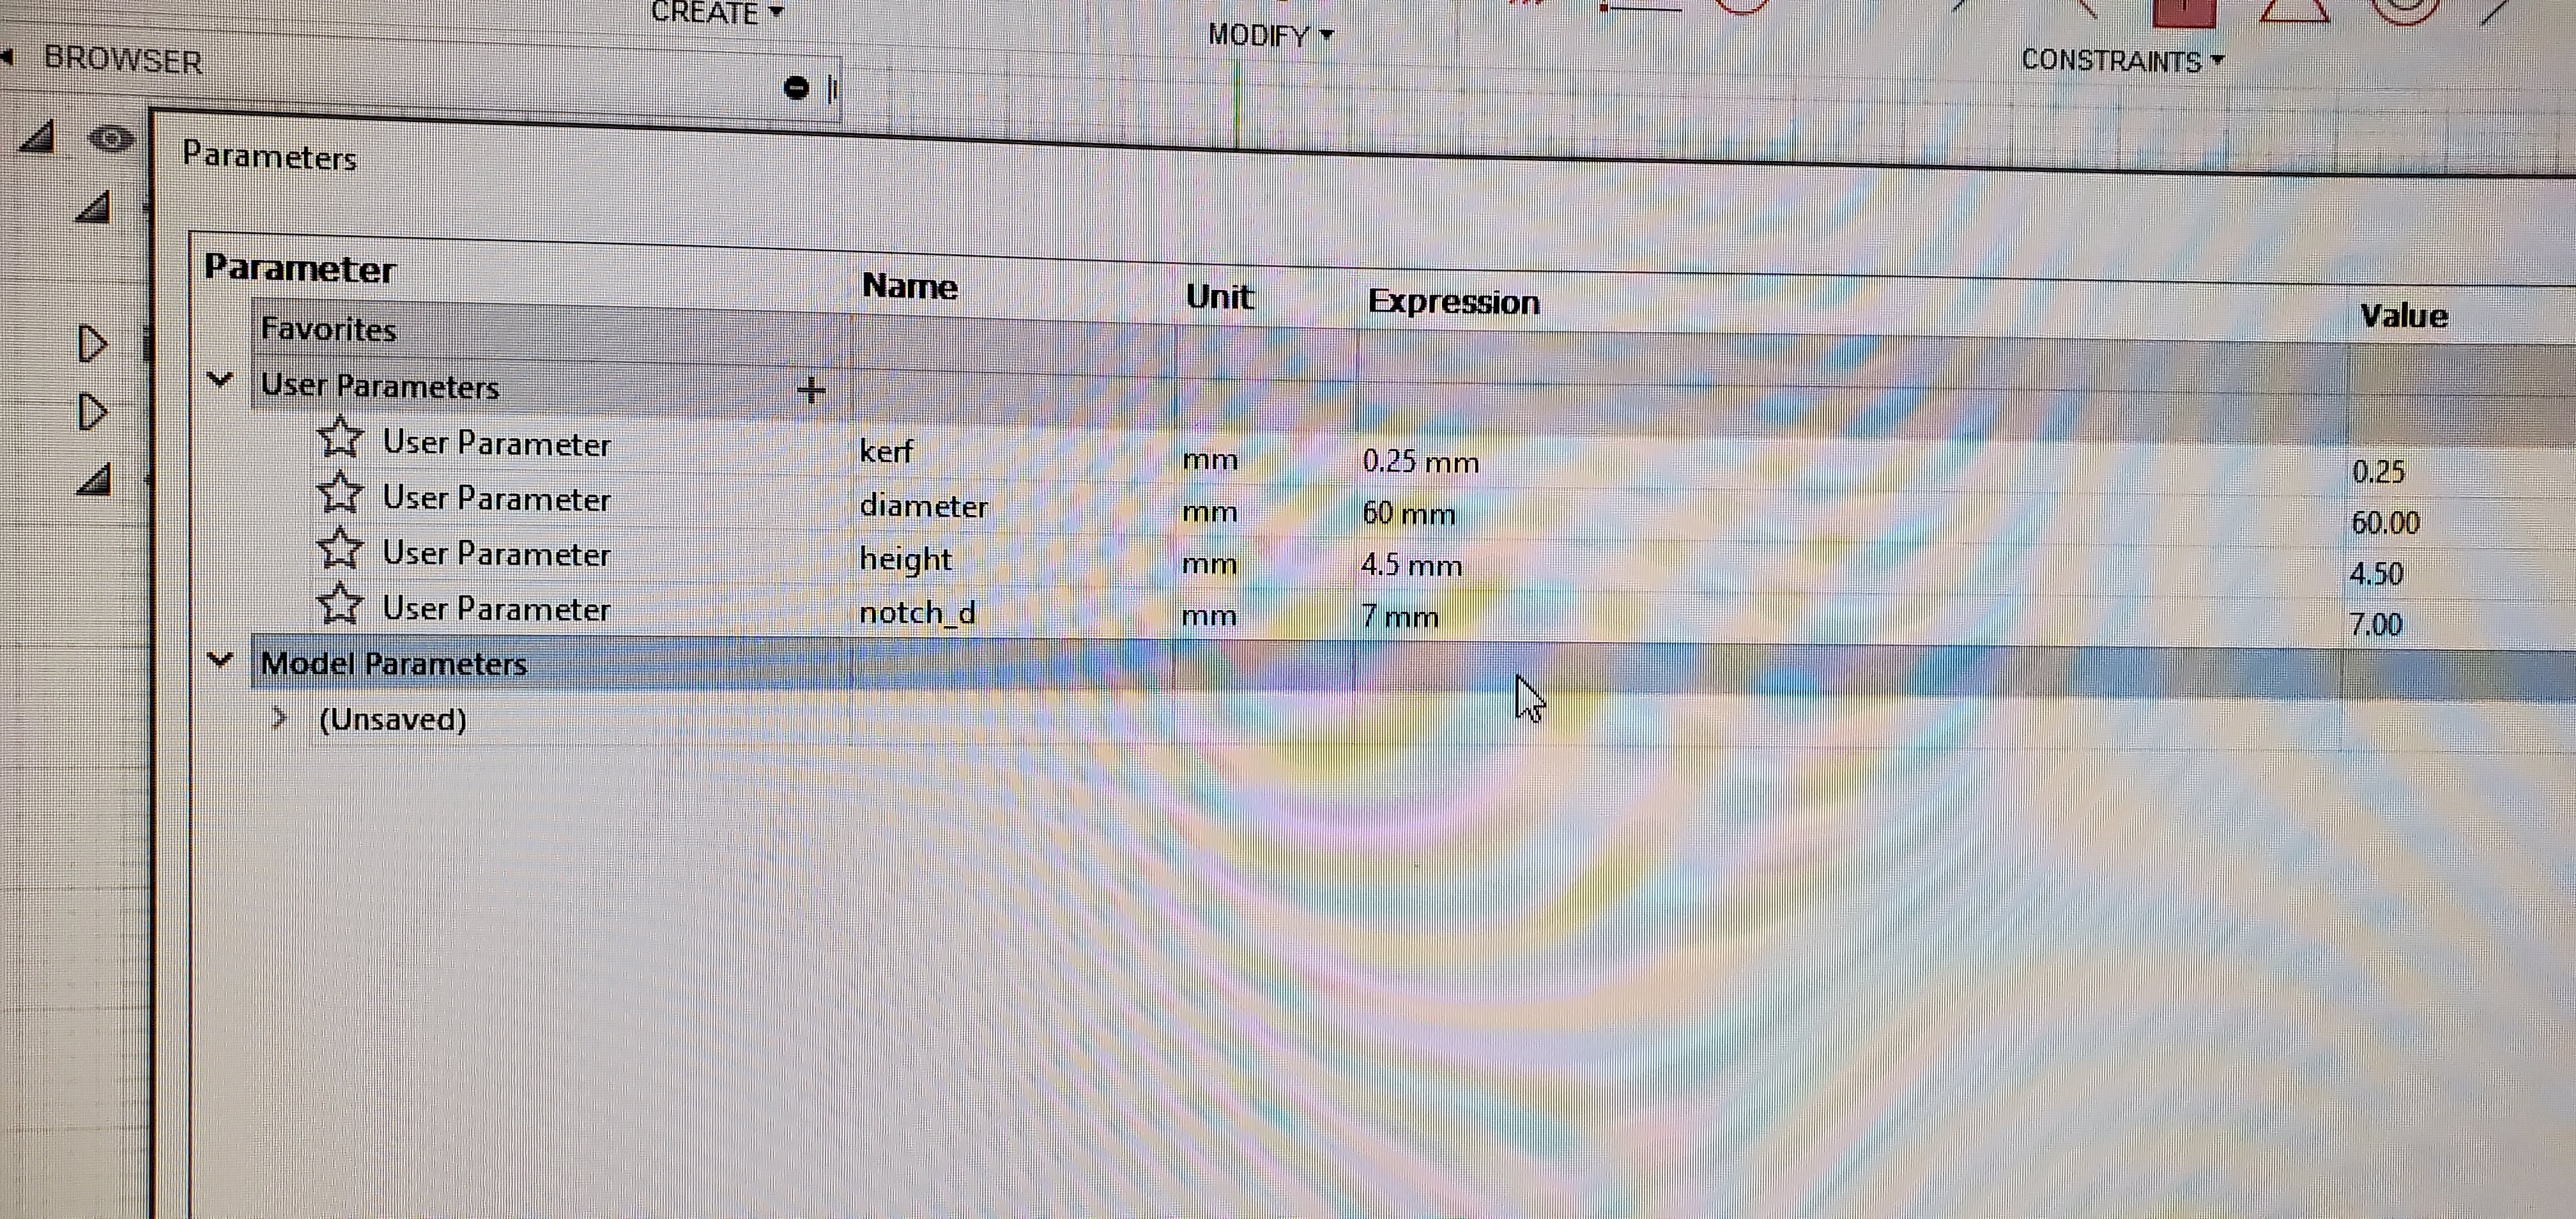 CREATE
MODIFY
CONSTRAINTS
BROWSER
Parameters
Parameter Name Unit Expression Value
Favorites
User Parameters +
User Parameter kerf mm 0.25 mm 0.25
User Parameter diameter mm 60 mm 60.00
User Parameter height mm 4.5 mm 4.50
User Parameter notch_d mm 7 mm 7.00
Model Parameters
(Unsaved)